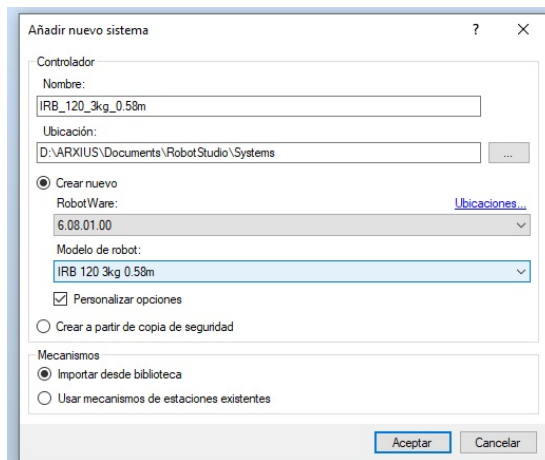 Añadir nuevo sistema
?
Controlador
Nombre:
IRB_120_3kg_0.58m
Ubicación:
D:\ARXIUS\Documents\RobotStudio\Systems
...
Crear nuevo
RobotWare:
Ubicaciones...
6.08.01.00
Modelo de robot:
IRB 120 3kg 0.58m
Personalizar opciones
Crear a partir de copia de seguridad
Mecanismos
Importar desde biblioteca
Usar mecanismos de estaciones existentes
Aceptar
Cancelar